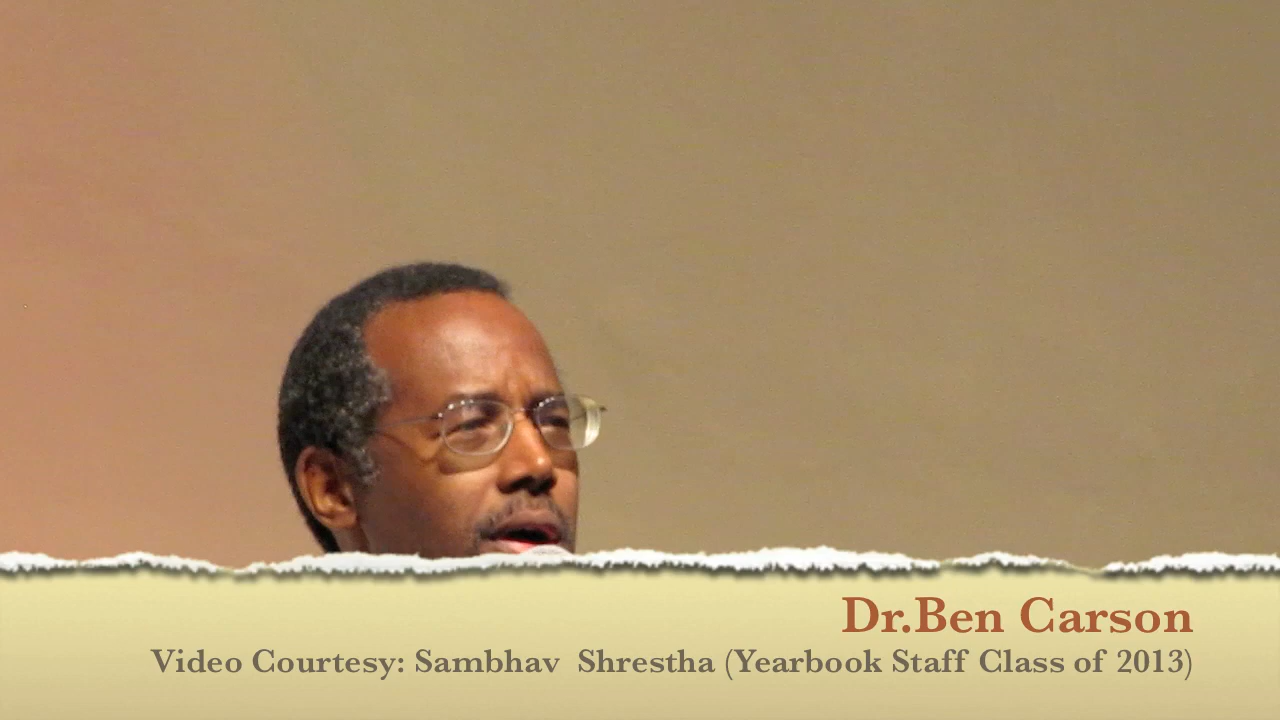 Dr.Ben Carson
Video Courtesy: Sambhav  Shrestha (Yearbook Staff Class of 2013)